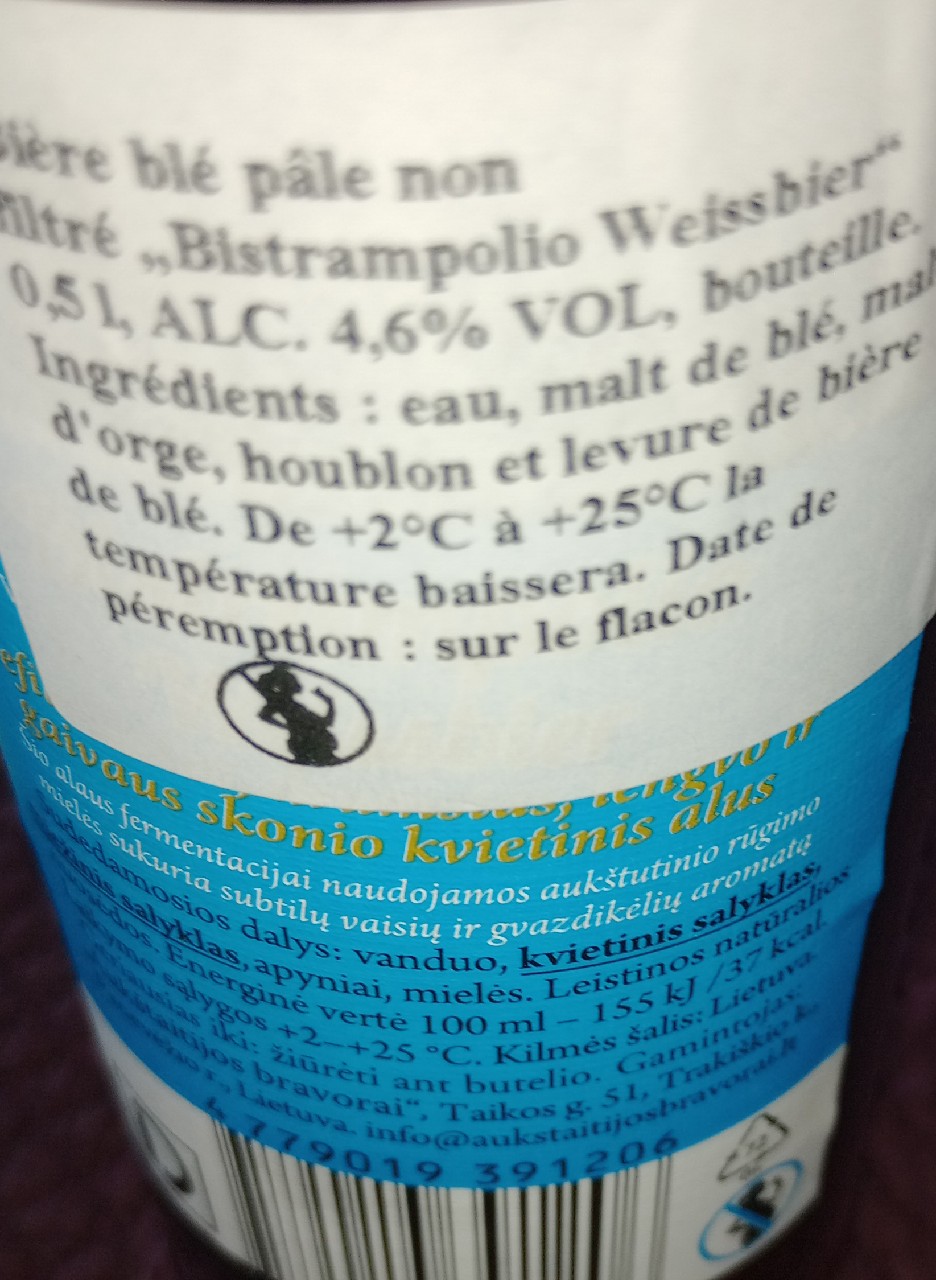 blé pâle non
„Bistrampolio Weissbier“
0,5 l, ALC. 4,6% VOL, bouteille.
Ingrédients : eau, malt de blé,
d'orge, houblon et levure de bière
de blé. De +2°C à +25°C la
température baissera. Date de
péremption : sur le flacon.
gaivaus skonio kvietinis alus
Šio alaus fermentacijai naudojamos aukštutinio rūgimo
mielės sukuria subtilų vaisių ir gvazdikėlių aromatą
dalys: vanduo, kvietinis salyklas,
salyklas, apyniai, mielės. Leistinos natūralios
Energinė vertė 100 ml – 155 kJ / 37 kcal.
sąlygos +2–+25 °C. Kilmės šalis: Lietuva.
iki: žiūrėti ant butelio. Gamintojas:
bravorai“, Taikos g. 51, Trakiškio k.,
Lietuva. info@aukstaitijosbravorai.lt
4 779019 391206